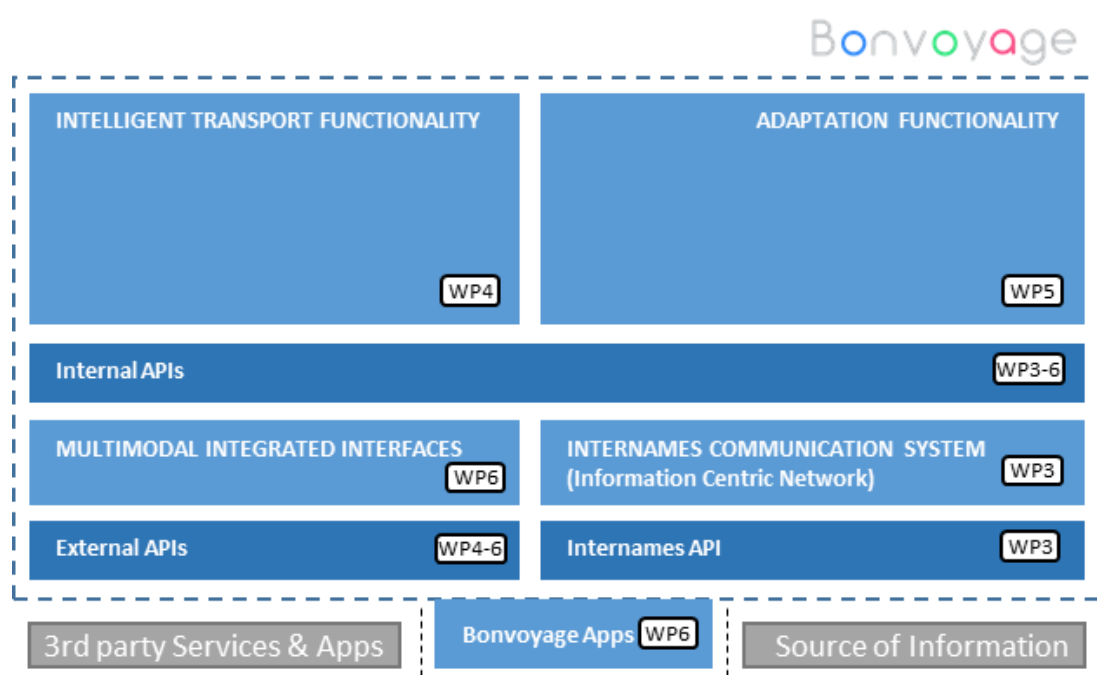 Bonvoyage
INTELLIGENT TRANSPORT FUNCTIONALITY
WP4
ADAPTATION FUNCTIONALITY
WP5
Internal APIs
WP3-6
MULTIMODAL INTEGRATED INTERFACES
WP6
INTERNAMES COMMUNICATION SYSTEM
(Information Centric Network)
WP3
External APIs
WP4-6
Internames API
WP3
3rd party Services & Apps
Bonvoyage Apps
WP6
Source of Information